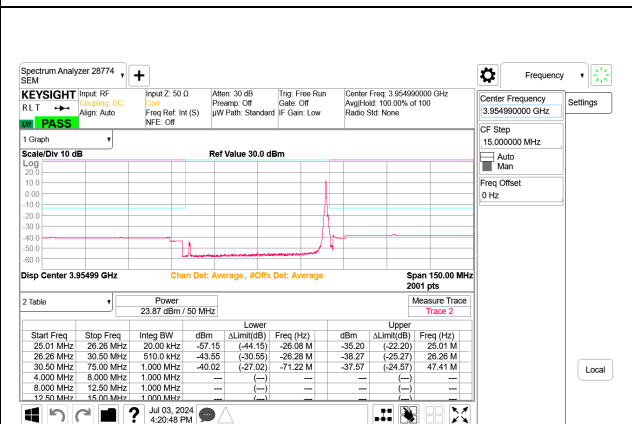 Spectrum Analyzer 28774
SEM
Frequency
KEYSIGHT
RLT
LXI PASS
Input: RF
Coupling: DC
Align: Auto
Input Z: 50 Ω
Corr
Freq Ref: Int (S)
NFE: Off
Atten: 30 dB
Preamp: Off
µW Path: Standard
Trig: Free Run
Gate: Off
IF Gain: Low
Center Freq: 3.954990000 GHz
Avg|Hold: 100.00% of 100
Radio Std: None
Center Frequency
3.954990000 GHz
Settings
CF Step
15.000000 MHz
Auto
Man
Freq Offset
0 Hz
Local
1 Graph
Scale/Div 10 dB
Ref Value 30.0 dBm
Log
20.0
10.0
0.00
-10.0
-20.0
-30.0
-40.0
-50.0
-60.0
Disp Center 3.95499 GHz
Chan Det: Average , #Offs Det: Average
Span 150.00 MHz
2001 pts
2 Table
Power
23.87 dBm / 50 MHz
Measure Trace
Trace 2
Lower Upper
Start Freq Stop Freq Integ BW dBm ΔLimit(dB) Freq (Hz) dBm ΔLimit(dB) Freq (Hz)
25.01 MHz 26.26 MHz 20.00 kHz -57.15 (-44.15) -26.08 M -35.20 (-22.20) 25.01 M
26.26 MHz 30.50 MHz 510.0 kHz -43.55 (-30.55) -26.28 M -38.27 (-25.27) 26.26 M
30.50 MHz 75.00 MHz 1.000 MHz -40.02 (-27.02) -71.22 M -37.57 (-24.57) 47.41 M
4.000 MHz 8.000 MHz 1.000 MHz --- (---) --- --- (---) ---
8.000 MHz 12.50 MHz 1.000 MHz --- (---) --- --- (---) ---
12.50 MHz 15.00 MHz 1.000 MHz --- (---) --- --- (---) ---
?
Jul 03, 2024
4:20:48 PM